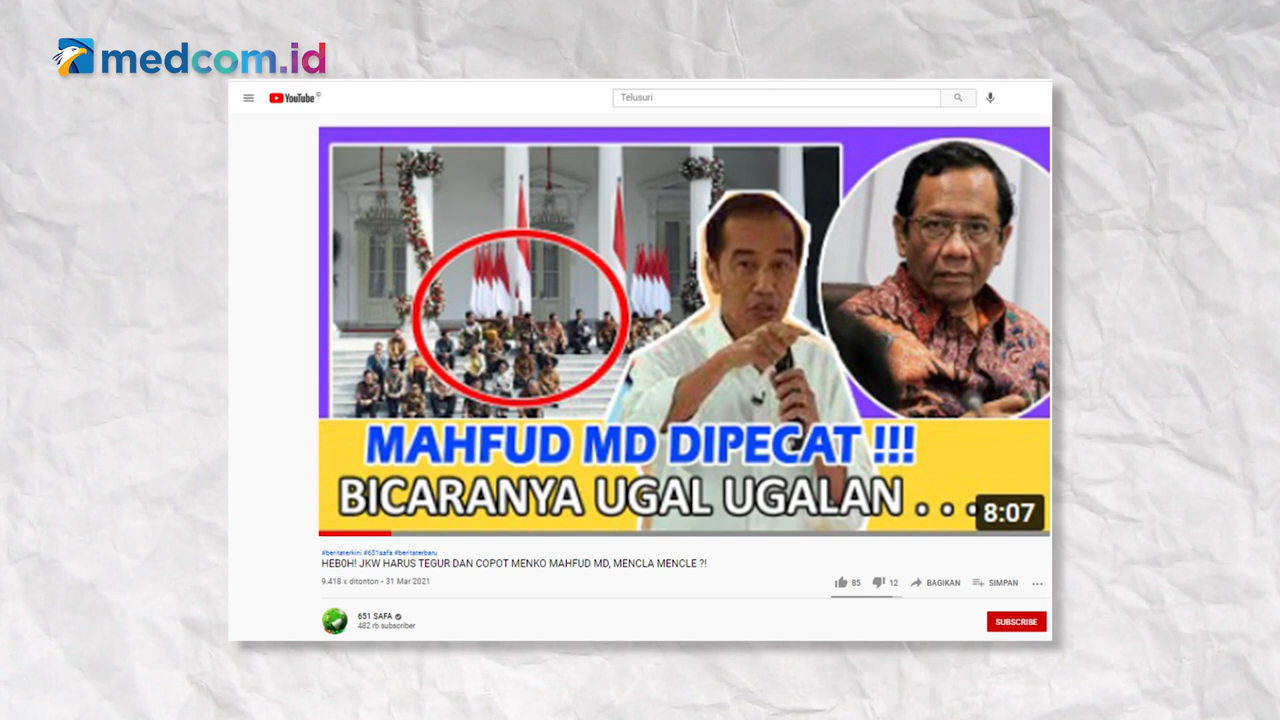 medcom.id
YouTube ID
Telusuri
MAHFUD MD DIPECAT !!!
BICARANYA UGAL UGALAN . . .
8:07
#beritaterkini #651safa #beritaterbaru
HEB0H! JKW HARUS TEGUR DAN COPOT MENKO MAHFUD MD, MENCLA MENCLE ?!
9.418 x ditonton • 31 Mar 2021
85 12 BAGIKAN SIMPAN ...
651 SAFA
482 rb subscriber
SUBSCRIBE